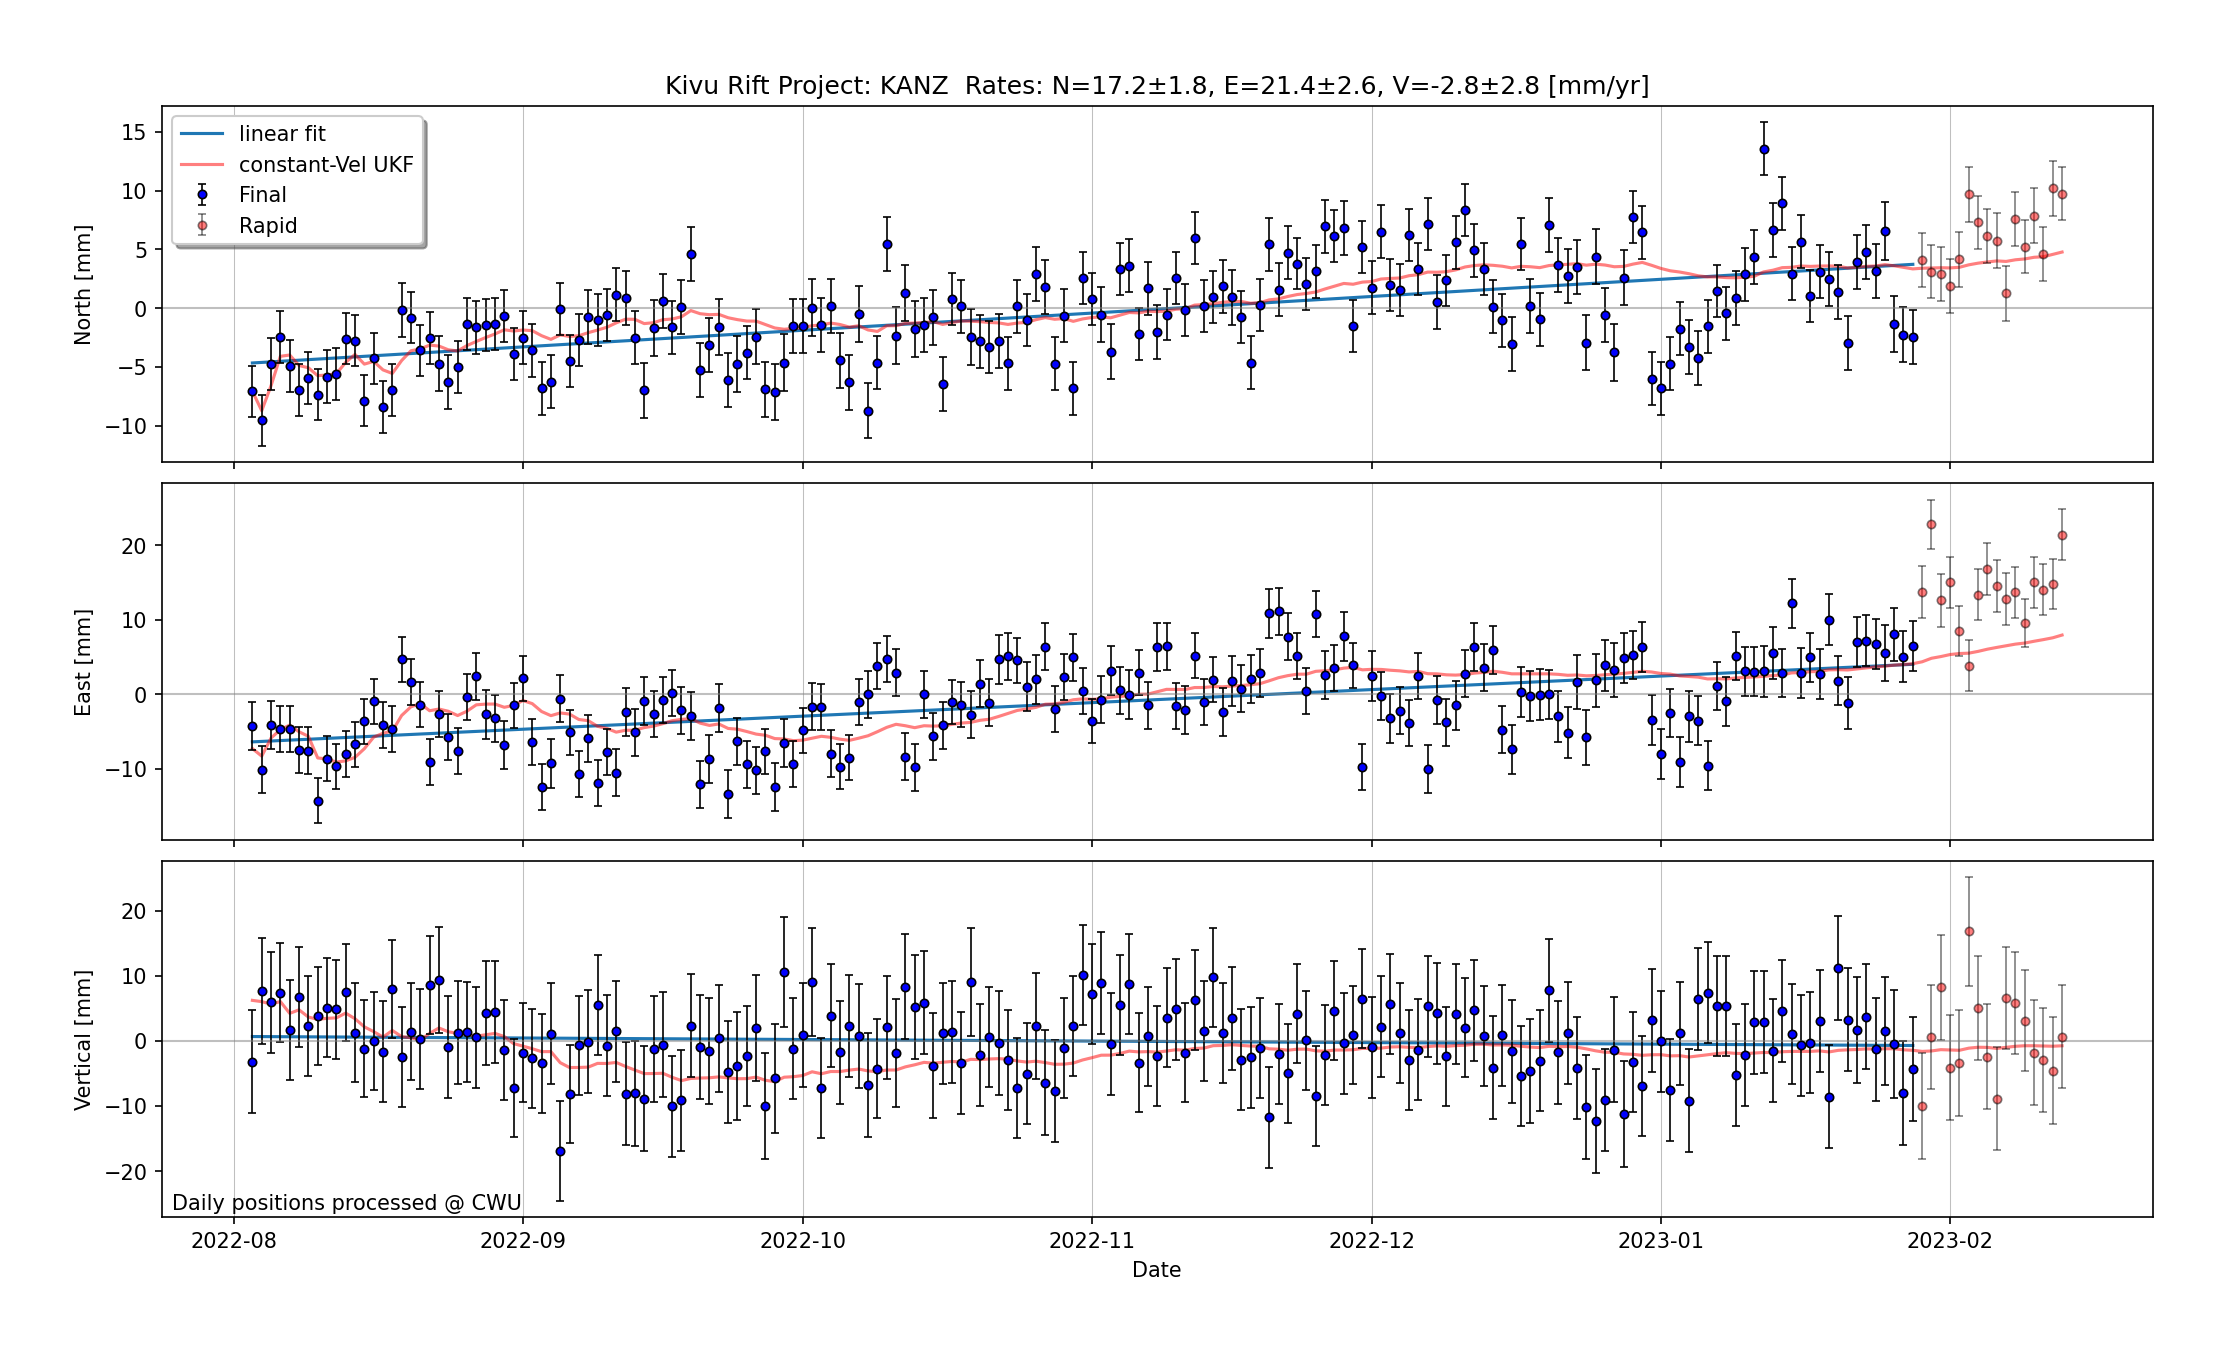 Kivu Rift Project: KANZ  Rates: N=17.2±1.8, E=21.4±2.6, V=-2.8±2.8 [mm/yr]
linear fit
constant-Vel UKF
Final
Rapid
North [mm]
15
10
5
0
−5
−10
East [mm]
20
10
0
−10
Vertical [mm]
20
10
0
−10
−20
Daily positions processed @ CWU
2022-08 2022-09 2022-10 2022-11 2022-12 2023-01 2023-02
Date